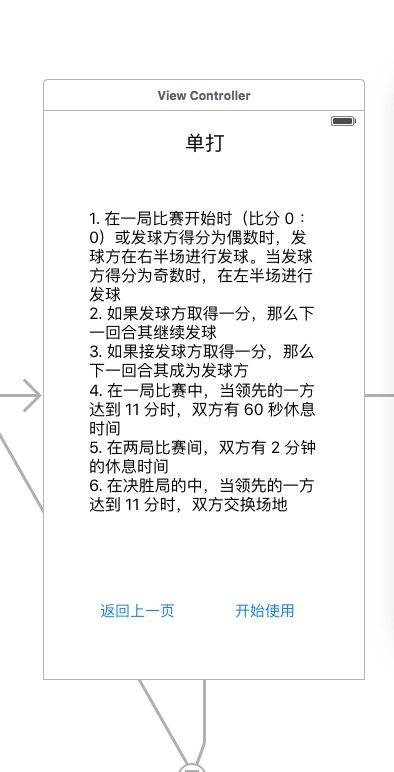 View Controller
单打
1. 在一局比赛开始时（比分 0：
0）或发球方得分为偶数时，发
球方在右半场进行发球。当发球
方得分为奇数时，在左半场进行
发球
2. 如果发球方取得一分，那么下
一回合其继续发球
3. 如果接发球方取得一分，那么
下一回合其成为发球方
4. 在一局比赛中，当领先的一方
达到 11 分时，双方有 60 秒休息
时间
5. 在两局比赛间，双方有 2 分钟
的休息时间
6. 在决胜局的中，当领先的一方
达到 11 分时，双方交换场地
返回上一页
开始使用